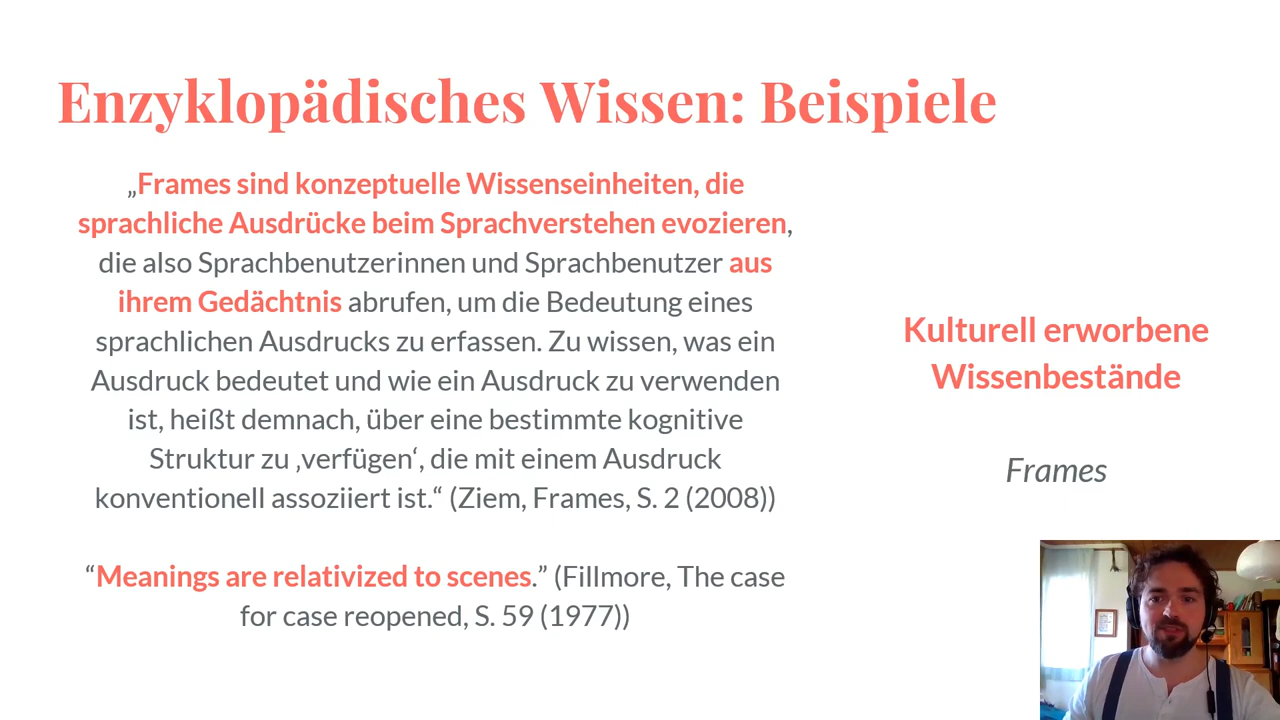 Enzyklopädisches Wissen: Beispiele
„Frames sind konzeptuelle Wissenseinheiten, die
sprachliche Ausdrücke beim Sprachverstehen evozieren,
die also Sprachbenutzerinnen und Sprachbenutzer aus
ihrem Gedächtnis abrufen, um die Bedeutung eines
sprachlichen Ausdrucks zu erfassen. Zu wissen, was ein
Ausdruck bedeutet und wie ein Ausdruck zu verwenden
ist, heißt demnach, über eine bestimmte kognitive
Struktur zu ‚verfügen‘, die mit einem Ausdruck
konventionell assoziiert ist.“ (Ziem, Frames, S. 2 (2008))
“Meanings are relativized to scenes.” (Fillmore, The case
for case reopened, S. 59 (1977))
Kulturell erworbene
Wissenbestände
Frames